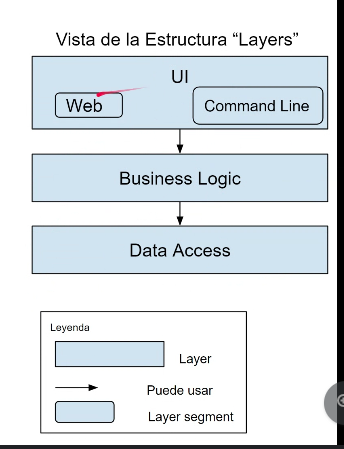 Vista de la Estructura “Layers”
UI
Web
Command Line
Business Logic
Data Access
Leyenda
Layer
Puede usar
Layer segment